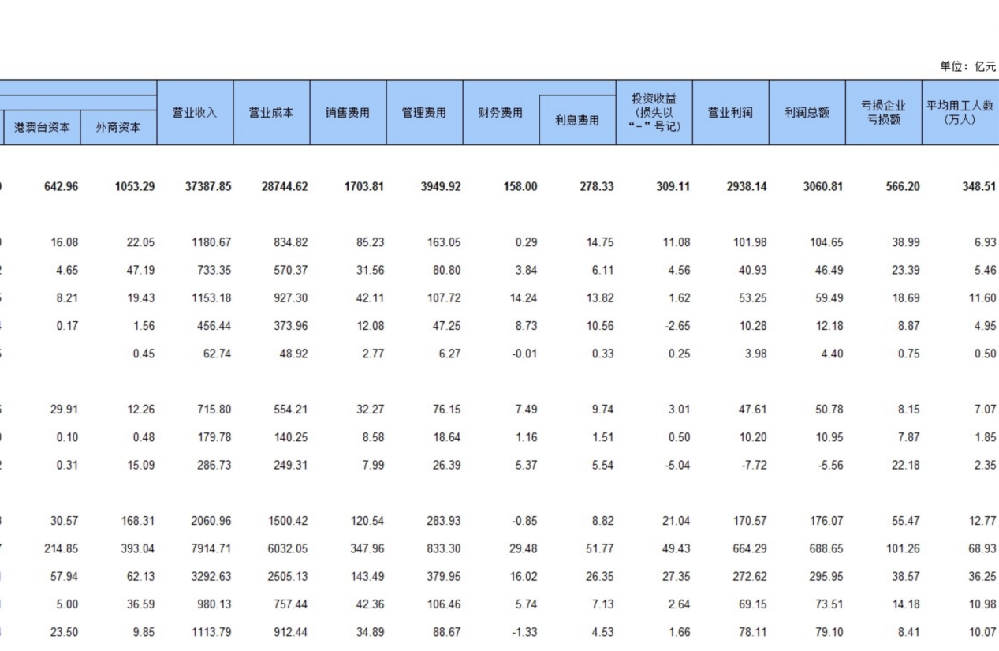 单位：亿元
港澳台资本 外商资本 营业收入 营业成本 销售费用 管理费用 财务费用 利息费用 投资收益 (损失以 “-”号记) 营业利润 利润总额 亏损企业 亏损额 平均用工人数 (万人)
642.96 1053.29 37387.85 28744.62 1703.81 3949.92 158.00 278.33 309.11 2938.14 3060.81 566.20 348.51
16.08 22.05 1180.67 834.82 85.23 163.05 0.29 14.75 11.08 101.98 104.65 38.99 6.93
4.65 47.19 733.35 570.37 31.56 80.80 3.84 6.11 4.56 40.93 46.49 23.39 5.46
8.21 19.43 1153.18 927.30 42.11 107.72 14.24 13.82 1.62 53.25 59.49 18.69 11.60
0.17 1.56 456.44 373.96 12.08 47.25 8.73 10.56 -2.65 10.28 12.18 8.87 4.95
0.45 62.74 48.92 2.77 6.27 -0.01 0.33 0.25 3.98 4.40 0.75 0.50
29.91 12.26 715.80 554.21 32.27 76.15 7.49 9.74 3.01 47.61 50.78 8.15 7.07
0.10 0.48 179.78 140.25 8.58 18.64 1.16 1.51 0.50 10.20 10.95 7.87 1.85
0.31 15.09 286.73 249.31 7.99 26.39 5.37 5.54 -5.04 -7.72 -5.56 22.18 2.35
30.57 168.31 2060.96 1500.42 120.54 283.93 -0.85 8.82 21.04 170.57 176.07 55.47 12.77
214.85 393.04 7914.71 6032.05 347.96 833.30 29.48 51.77 49.43 664.29 688.65 101.26 68.93
57.94 62.13 3292.63 2505.13 143.49 379.95 16.02 26.35 27.35 272.62 295.95 38.57 36.25
5.00 36.59 980.13 757.44 42.36 106.46 5.74 7.13 2.64 69.15 73.51 14.18 10.98
23.50 9.85 1113.79 912.44 34.89 88.67 -1.33 4.53 1.66 78.11 79.10 8.41 10.07